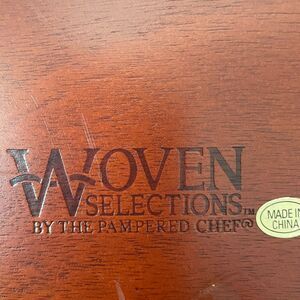 WOVEN
SELECTIONS™
BY THE PAMPERED CHEF®
MADE IN
CHINA